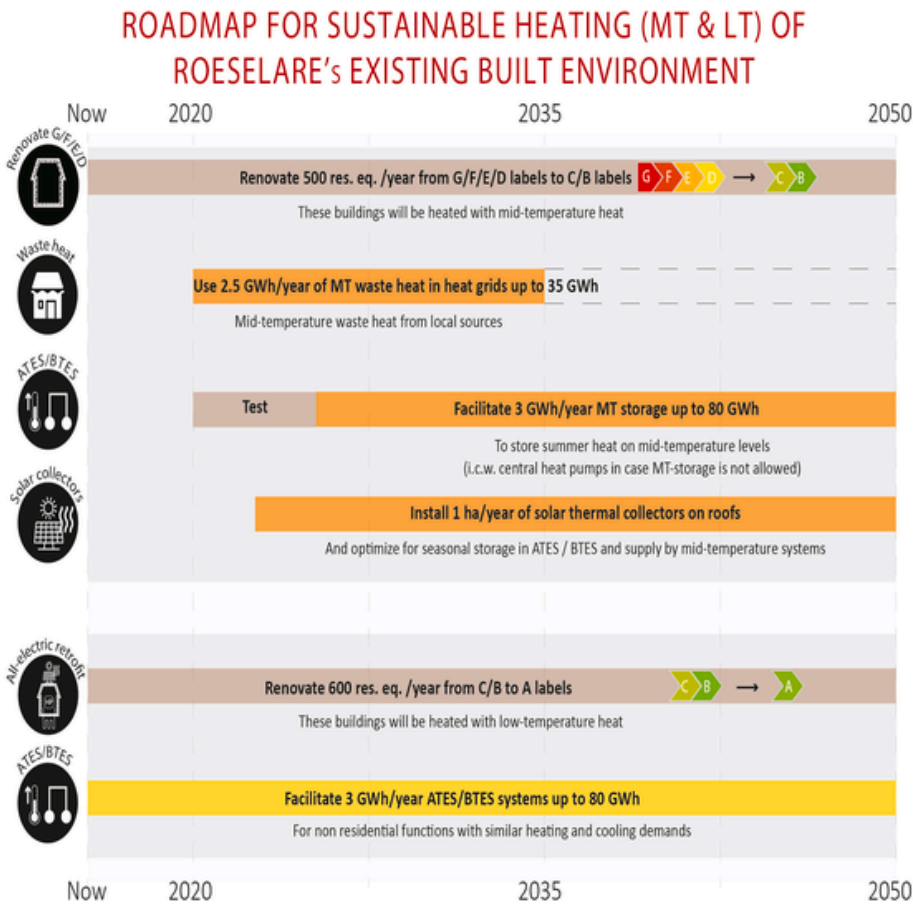 ROADMAP FOR SUSTAINABLE HEATING (MT & LT) OF
ROESELARE's EXISTING BUILT ENVIRONMENT
Now 2020 2035 2050
Renovate G/F/E/D
Renovate 500 res. eq. /year from G/F/E/D labels to C/B labels G F E D → C B
These buildings will be heated with mid-temperature heat
Waste heat
Use 2.5 GWh/year of MT waste heat in heat grids up to 35 GWh
Mid-temperature waste heat from local sources
ATES/BTES
Test Facilitate 3 GWh/year MT storage up to 80 GWh
To store summer heat on mid-temperature levels
(i.c.w. central heat pumps in case MT-storage is not allowed)
Solar collectors
Install 1 ha/year of solar thermal collectors on roofs
And optimize for seasonal storage in ATES / BTES and supply by mid-temperature systems
All-electric retrofit
Renovate 600 res. eq. /year from C/B to A labels C B → A
These buildings will be heated with low-temperature heat
ATES/BTES
Facilitate 3 GWh/year ATES/BTES systems up to 80 GWh
For non residential functions with similar heating and cooling demands
Now 2020 2035 2050